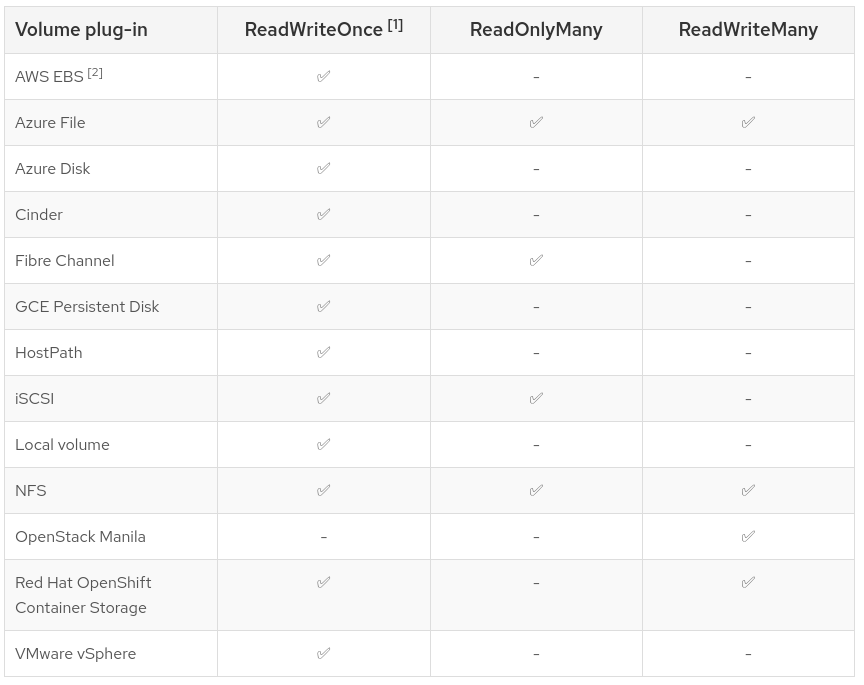 Volume plug-in ReadWriteOnce [1] ReadOnlyMany ReadWriteMany
AWS EBS [2] ✅ - -
Azure File ✅ ✅ ✅
Azure Disk ✅ - -
Cinder ✅ - -
Fibre Channel ✅ ✅ -
GCE Persistent Disk ✅ - -
HostPath ✅ - -
iSCSI ✅ ✅ -
Local volume ✅ - -
NFS ✅ ✅ ✅
OpenStack Manila - - ✅
Red Hat OpenShift ✅ - ✅
Container Storage
VMware vSphere ✅ - -